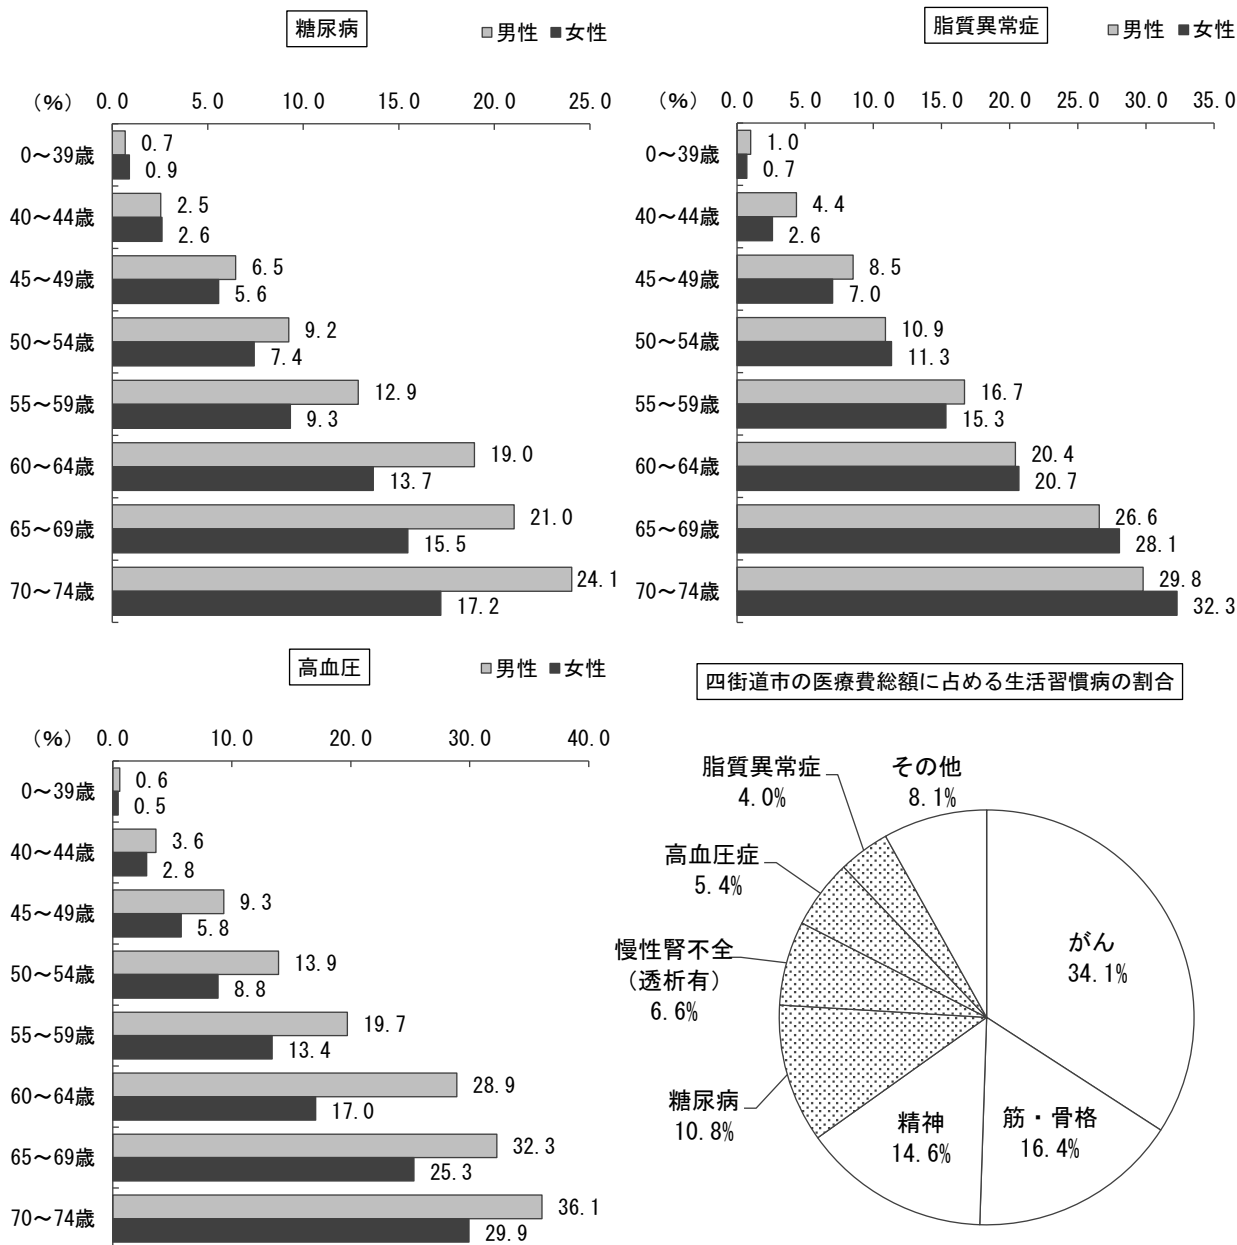 糖尿病
男性 女性
(%) 0.0 5.0 10.0 15.0 20.0 25.0
0～39歳 0.7
0.9
40～44歳 2.5
2.6
45～49歳 6.5
5.6
50～54歳 9.2
7.4
55～59歳 12.9
9.3
60～64歳 19.0
13.7
65～69歳 21.0
15.5
70～74歳 24.1
17.2
脂質異常症
男性 女性
(%) 0.0 5.0 10.0 15.0 20.0 25.0 30.0 35.0
0～39歳 1.0
0.7
40～44歳 4.4
2.6
45～49歳 8.5
7.0
50～54歳 10.9
11.3
55～59歳 16.7
15.3
60～64歳 20.4
20.7
65～69歳 26.6
28.1
70～74歳 29.8
32.3
高血圧
男性 女性
(%) 0.0 10.0 20.0 30.0 40.0
0～39歳 0.6
0.5
40～44歳 3.6
2.8
45～49歳 9.3
5.8
50～54歳 13.9
8.8
55～59歳 19.7
13.4
60～64歳 28.9
17.0
65～69歳 32.3
25.3
70～74歳 36.1
29.9
四街道市の医療費総額に占める生活習慣病の割合
がん
34.1%
筋・骨格
16.4%
精神
14.6%
糖尿病
10.8%
慢性腎不全
(透析有)
6.6%
高血圧症
5.4%
脂質異常症
4.0%
その他
8.1%